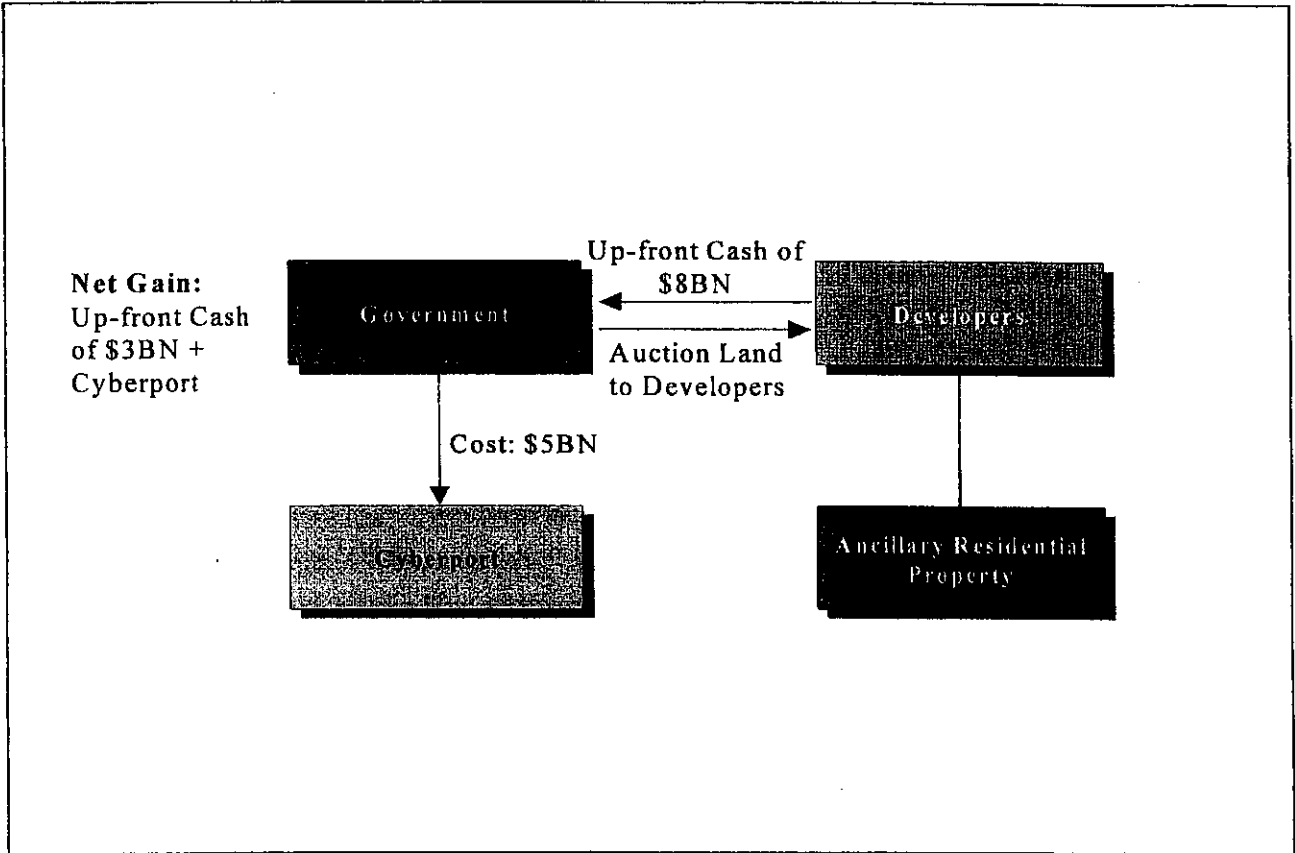 Net Gain:
Up-front Cash
of $3BN +
Cyberport
Government
Up-front Cash of
$8BN
Auction Land
to Developers
Developers
Cost: $5BN
Cyberport
Ancillary Residential
Property